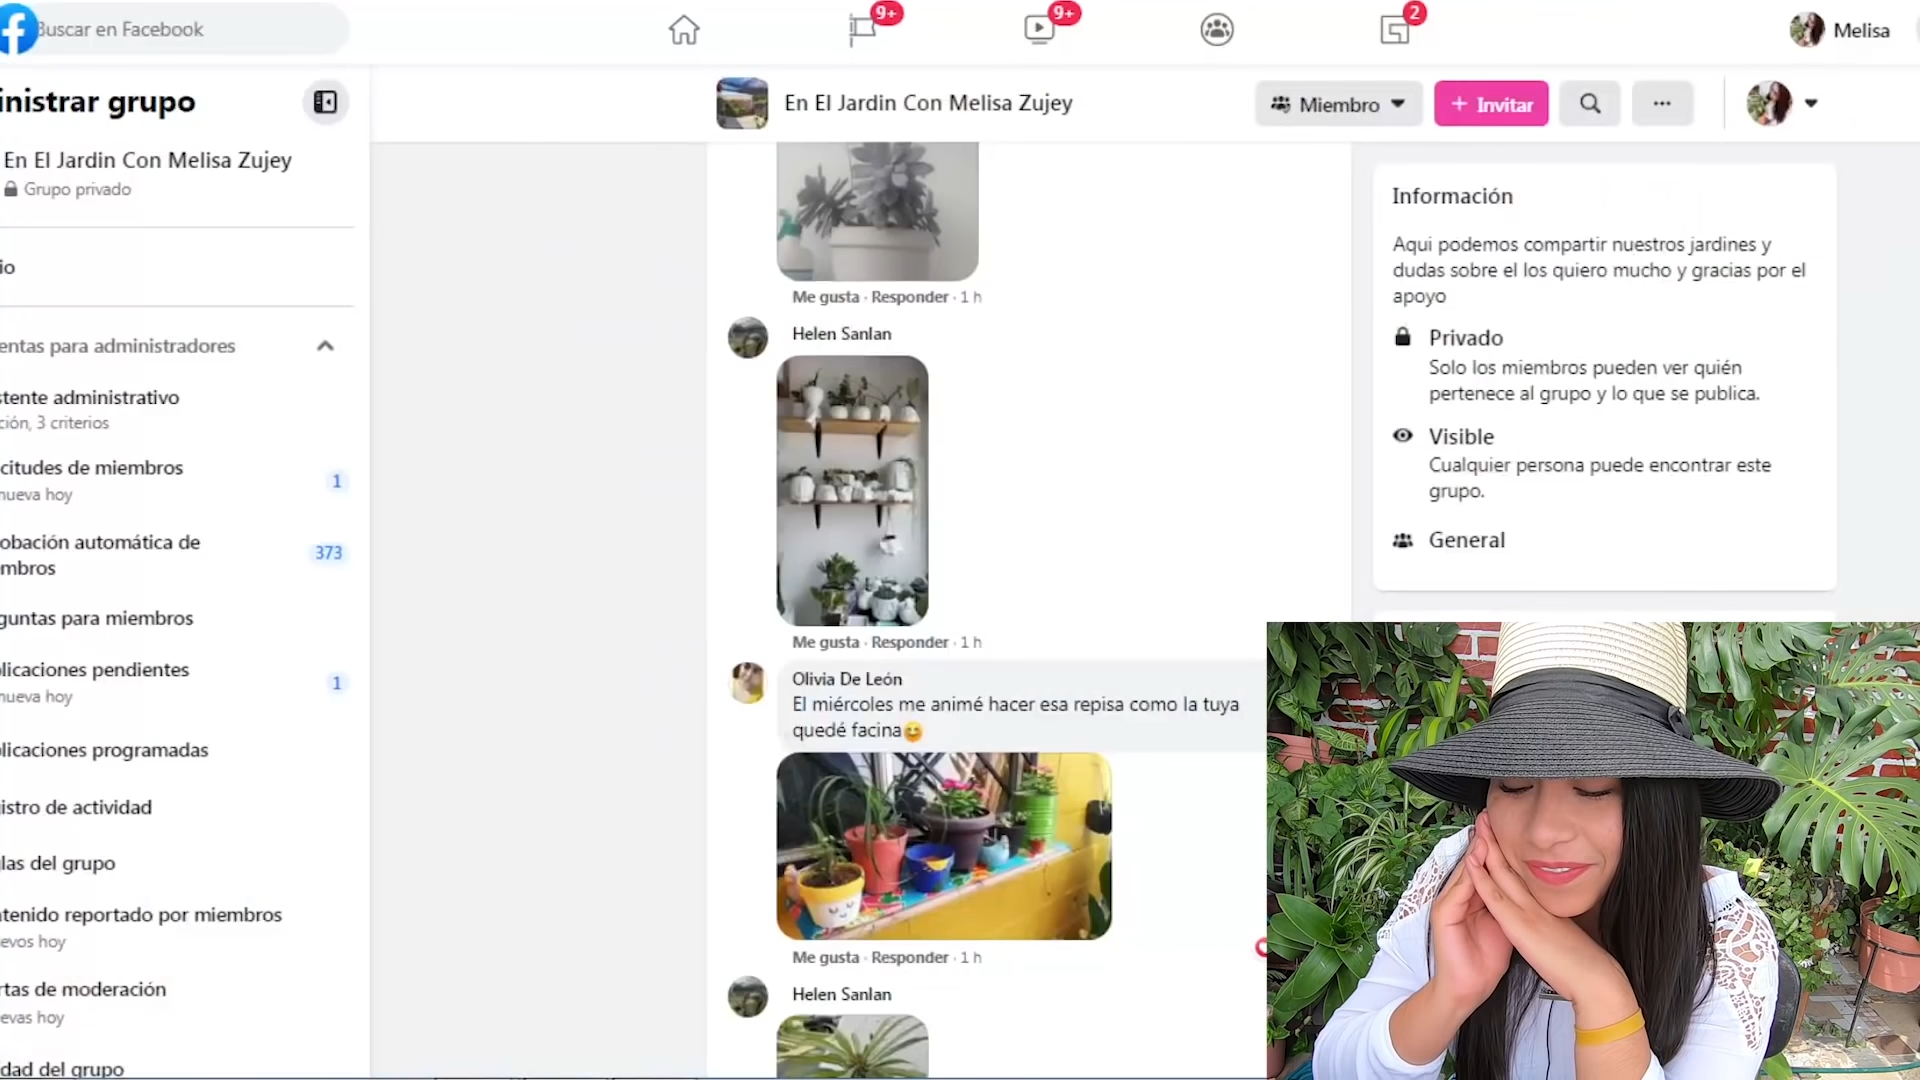 Buscar en Facebook
9+
9+
2
Melisa
inistrar grupo
En El Jardin Con Melisa Zujey
Grupo privado
io
entas para administradores
stente administrativo
ción, 3 criterios
citudes de miembros
nueva hoy
1
obación automática de
mbros
373
guntas para miembros
licaciones pendientes
nueva hoy
1
licaciones programadas
istro de actividad
las del grupo
tenido reportado por miembros
evos hoy
rtas de moderación
evas hoy
dad del grupo
En El Jardin Con Melisa Zujey
Miembro
+ Invitar
Me gusta · Responder · 1 h
Helen Sanlan
Me gusta · Responder · 1 h
Olivia De León
El miércoles me animé hacer esa repisa como la tuya
quedé facina😊
Me gusta · Responder · 1 h
Helen Sanlan
Información
Aqui podemos compartir nuestros jardines y
dudas sobre el los quiero mucho y gracias por el
apoyo
Privado
Solo los miembros pueden ver quién
pertenece al grupo y lo que se publica.
Visible
Cualquier persona puede encontrar este
grupo.
General